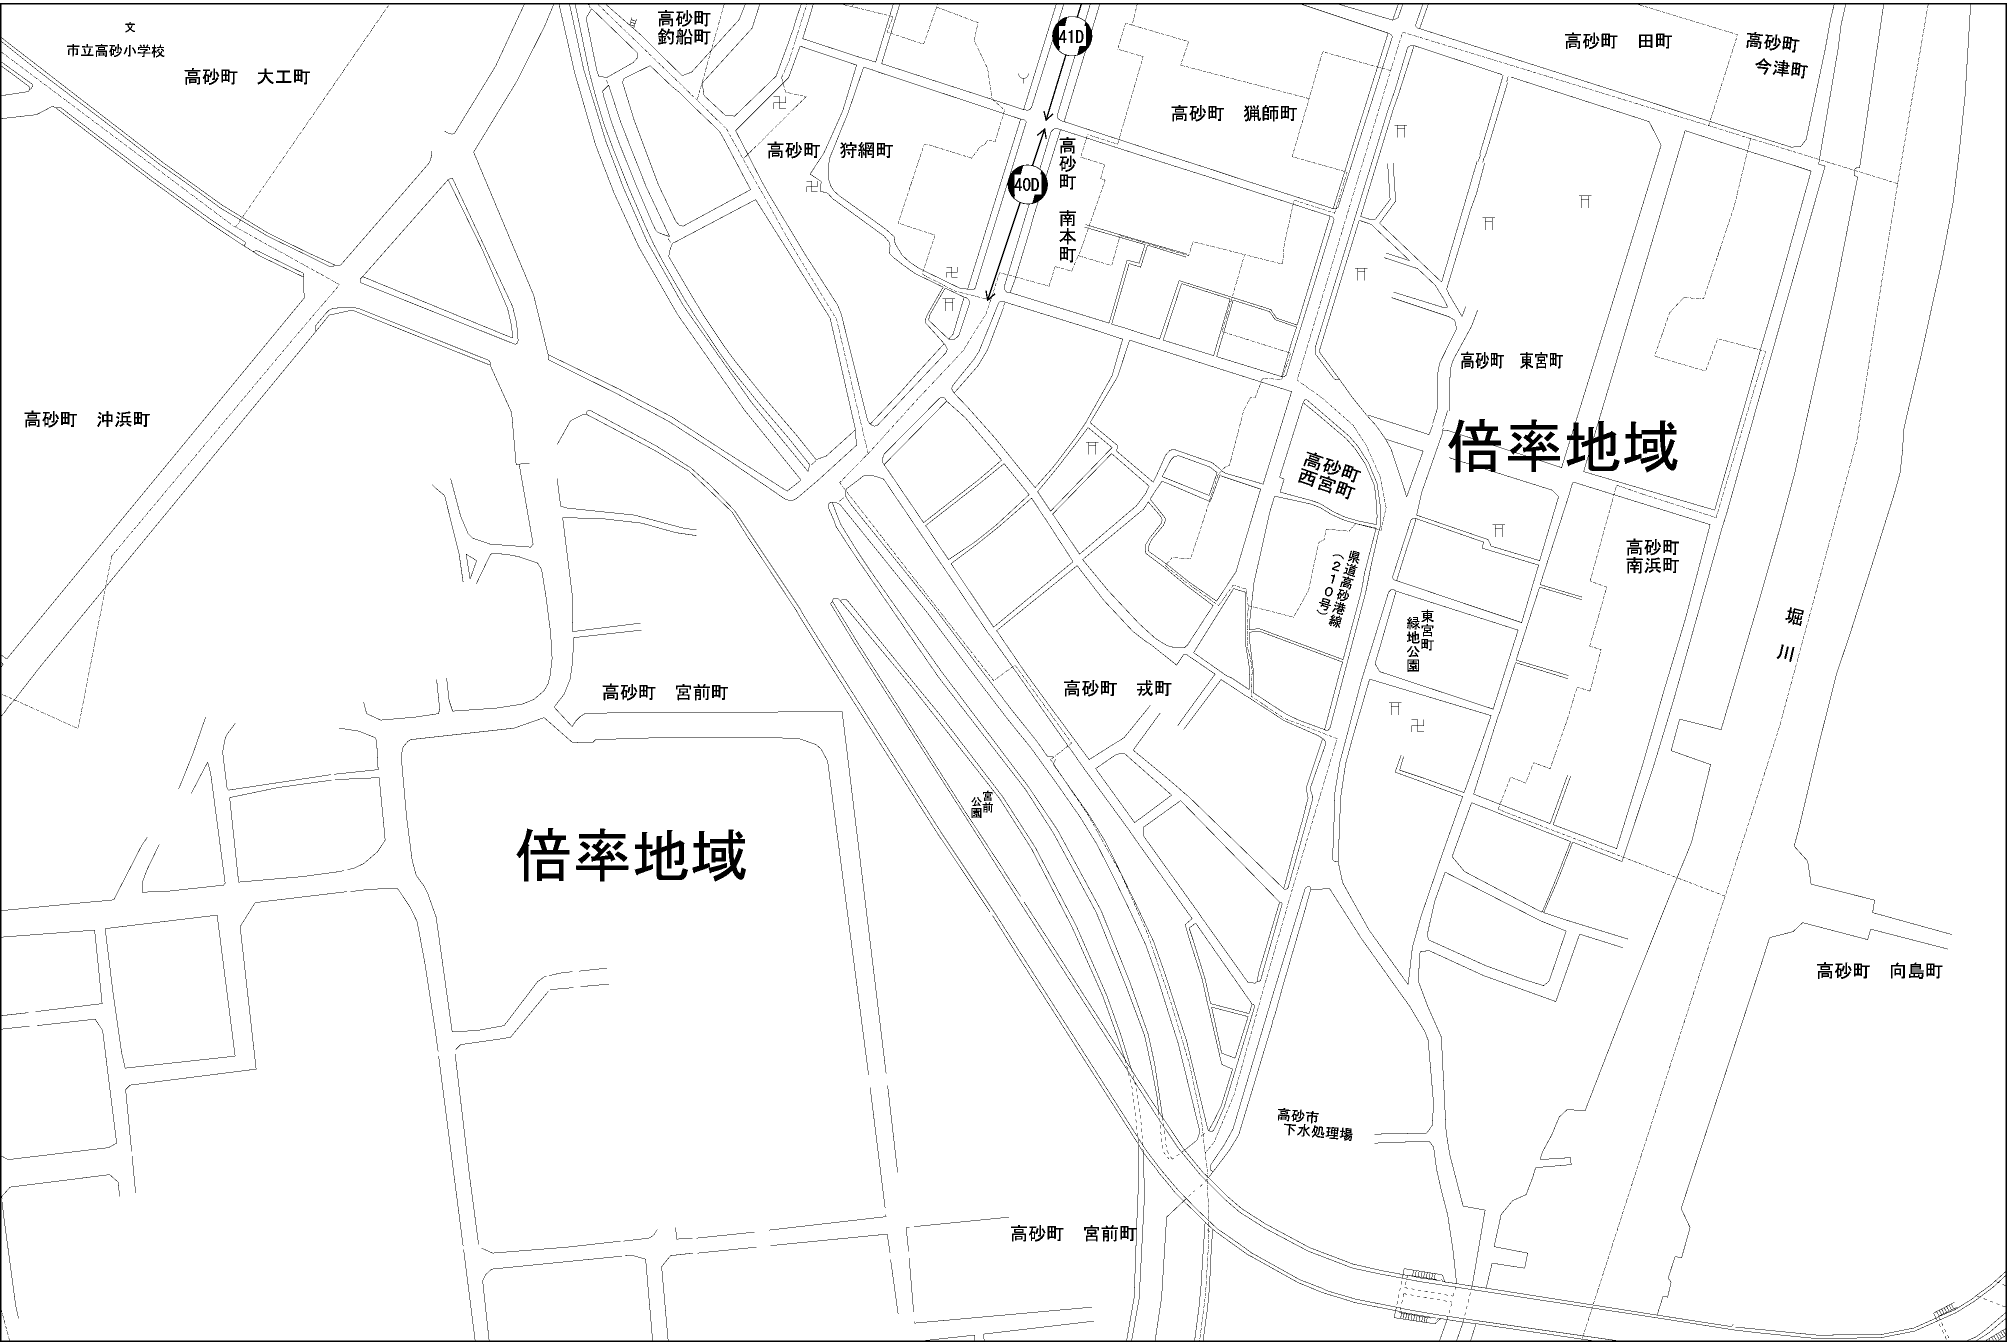 文
市立高砂小学校
高砂町　大工町
高砂町
釣船町
41D
高砂町　田町
高砂町
今津町
高砂町　猟師町
高砂町　狩網町
40D
高砂町　南本町
高砂町　東宮町
倍率地域
高砂町　沖浜町
高砂町
西宮町
県道高砂港線
(210号)
高砂町
南浜町
東宮町
緑地公園
堀川
高砂町　宮前町
高砂町　戎町
宮前
公園
倍率地域
高砂町　向島町
高砂市
下水処理場
高砂町　宮前町